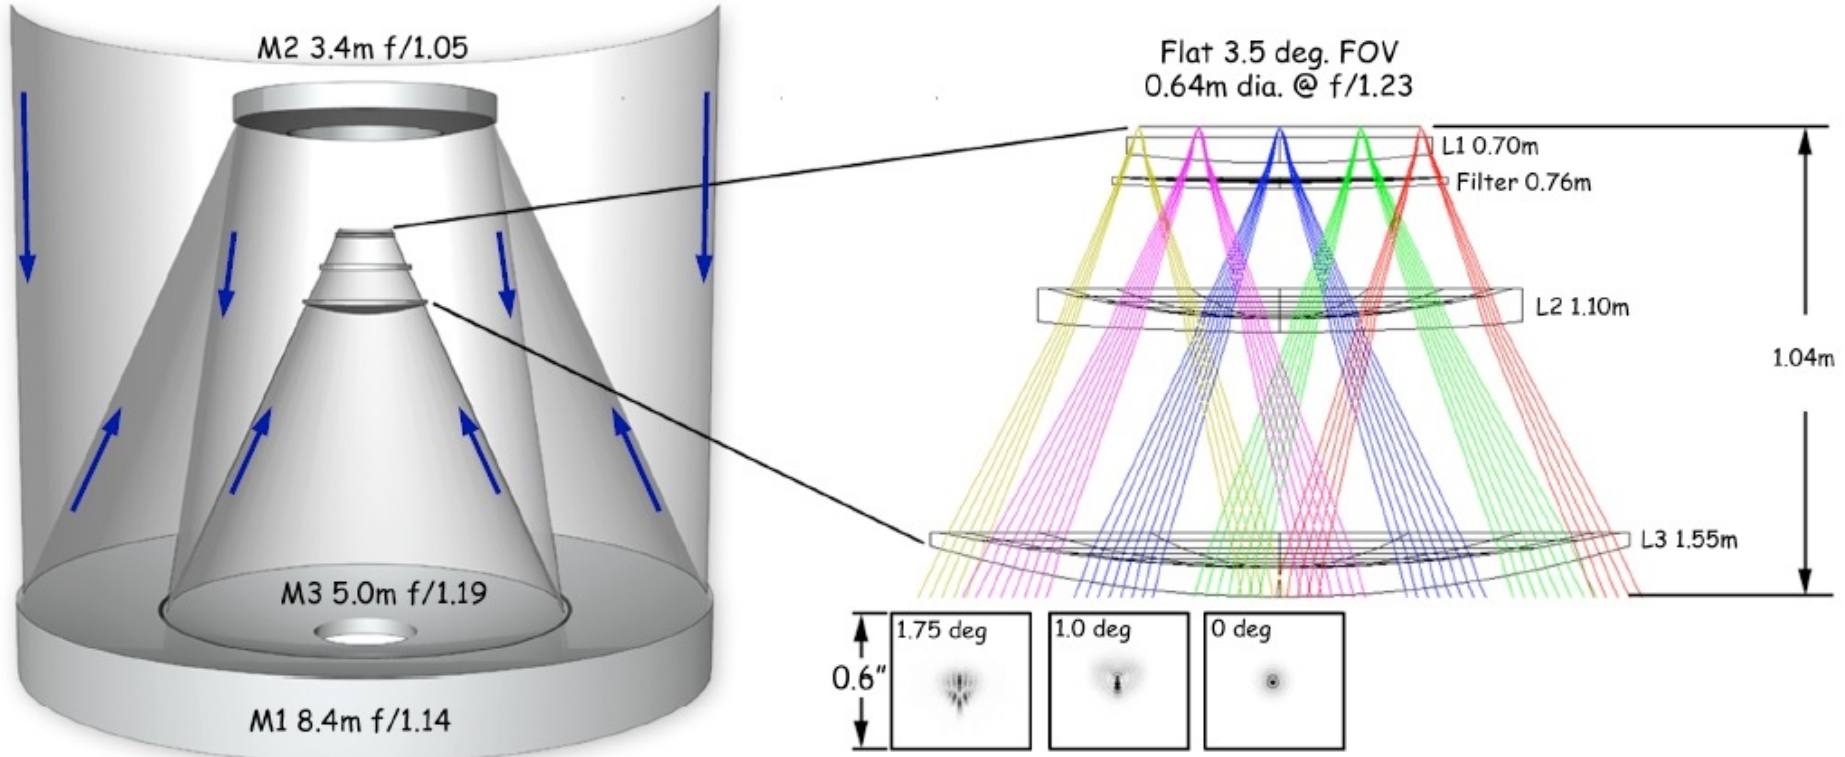 M2 3.4m f/1.05
M3 5.0m f/1.19
M1 8.4m f/1.14
Flat 3.5 deg. FOV
0.64m dia. @ f/1.23
L1 0.70m
Filter 0.76m
L2 1.10m
1.04m
L3 1.55m
0.6"
1.75 deg
1.0 deg
0 deg